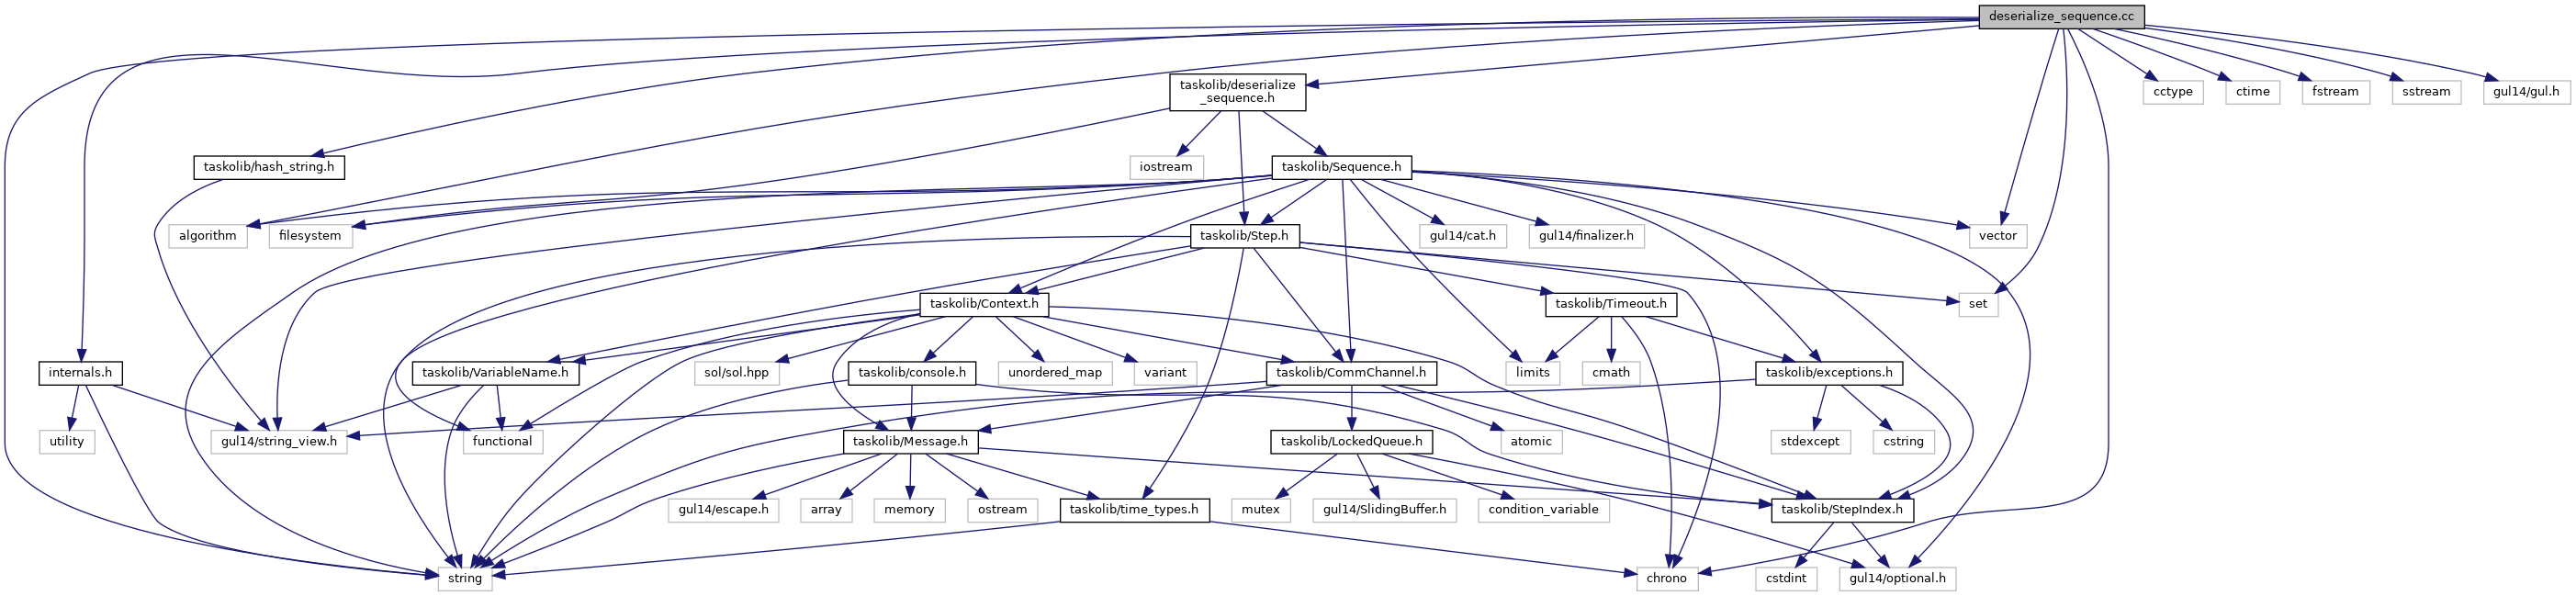 deserialize_sequence.cc
taskolib/deserialize
_sequence.h
cctype
ctime
fstream
sstream
gul14/gul.h
taskolib/hash_string.h
iostream
taskolib/Sequence.h
algorithm
filesystem
taskolib/Step.h
gul14/cat.h
gul14/finalizer.h
vector
taskolib/Context.h
taskolib/Timeout.h
set
internals.h
taskolib/VariableName.h
sol/sol.hpp
taskolib/console.h
unordered_map
variant
taskolib/CommChannel.h
limits
cmath
taskolib/exceptions.h
utility
gul14/string_view.h
functional
taskolib/Message.h
taskolib/LockedQueue.h
atomic
stdexcept
cstring
gul14/escape.h
array
memory
ostream
taskolib/time_types.h
mutex
gul14/SlidingBuffer.h
condition_variable
taskolib/StepIndex.h
string
chrono
cstdint
gul14/optional.h